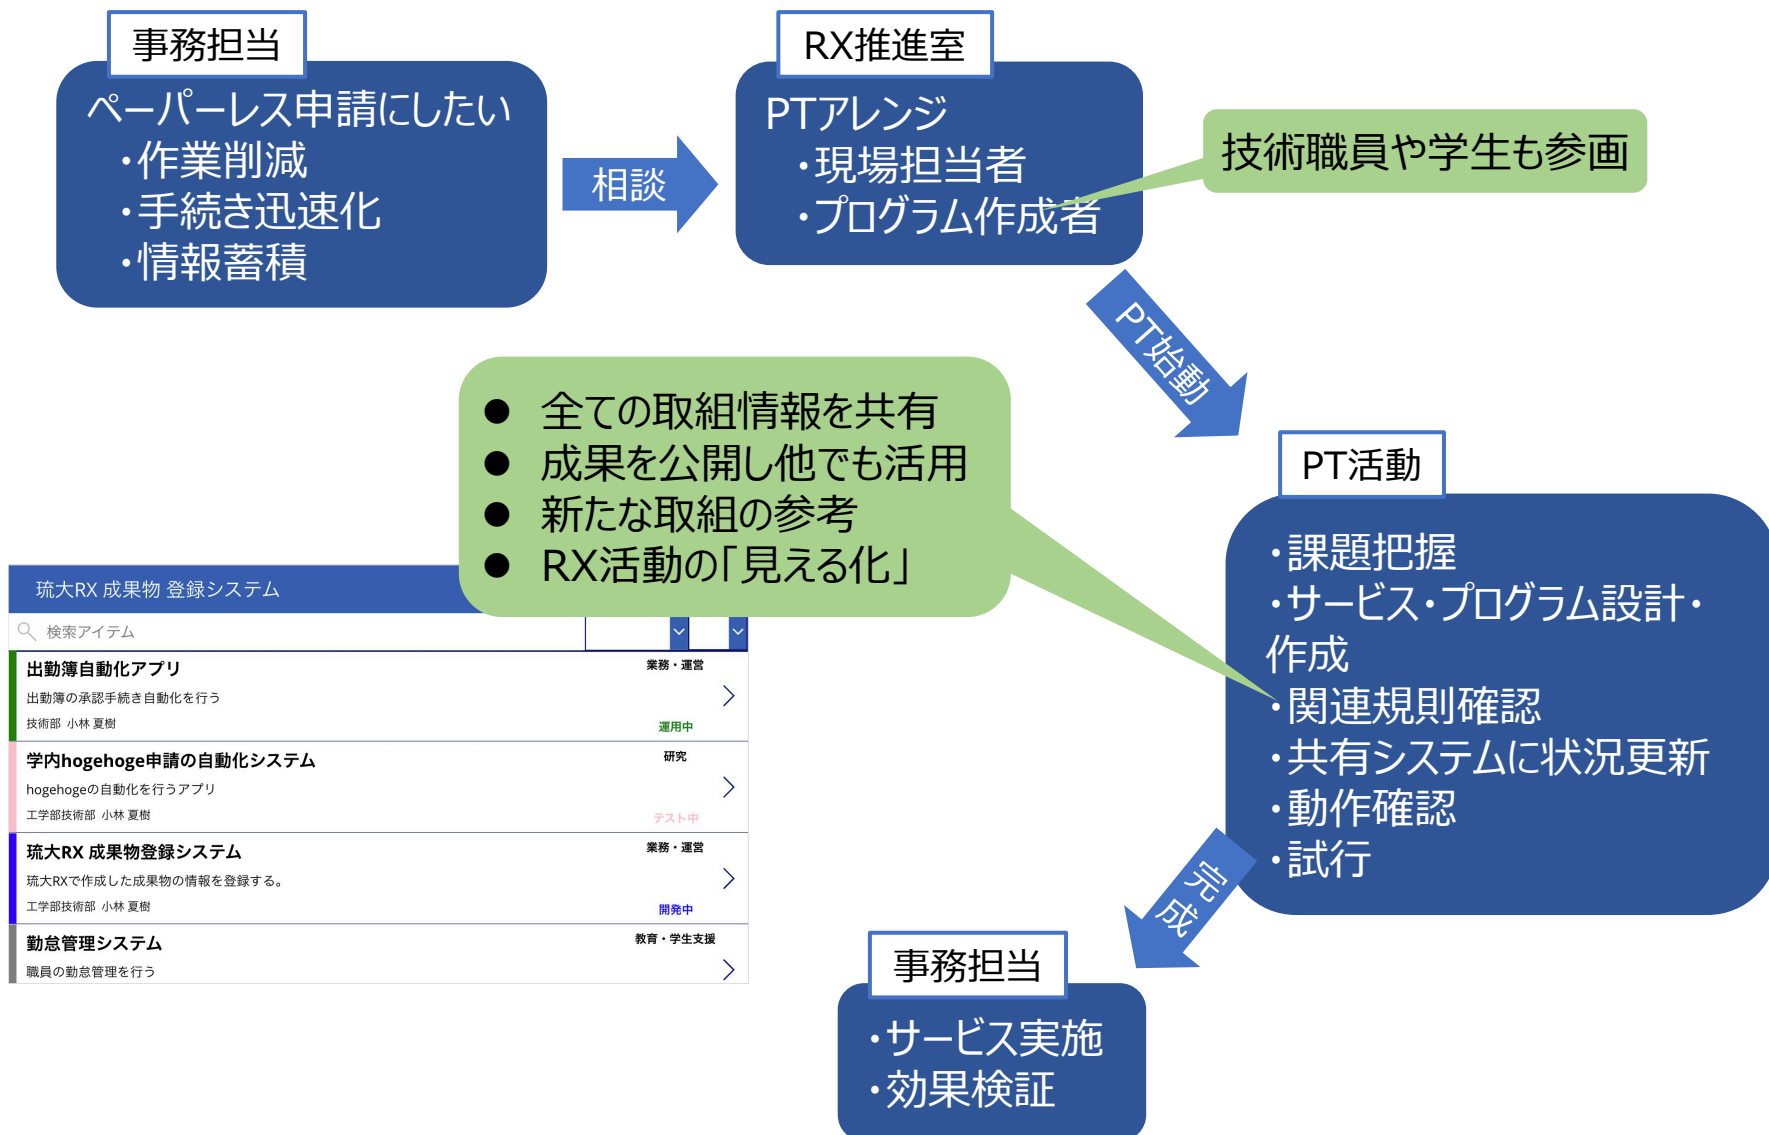 事務担当
ペーパーレス申請にしたい
・作業削減
・手続き迅速化
・情報蓄積
相談
RX推進室
PTアレンジ
・現場担当者
・プログラム作成者
技術職員や学生も参画
PT始動
● 全ての取組情報を共有
● 成果を公開し他でも活用
● 新たな取組の参考
● RX活動の「見える化」
PT活動
・課題把握
・サービス・プログラム設計・
作成
・関連規則確認
・共有システムに状況更新
・動作確認
・試行
琉大RX 成果物 登録システム
検索アイテム
出勤簿自動化アプリ
業務・運営
出勤簿の承認手続き自動化を行う
技術部 小林 夏樹
運用中
学内hogehoge申請の自動化システム
研究
hogehogeの自動化を行うアプリ
工学部技術部 小林 夏樹
テスト中
琉大RX 成果物登録システム
業務・運営
琉大RXで作成した成果物の情報を登録する。
工学部技術部 小林 夏樹
開発中
勤怠管理システム
教育・学生支援
職員の勤怠管理を行う
完成
事務担当
・サービス実施
・効果検証